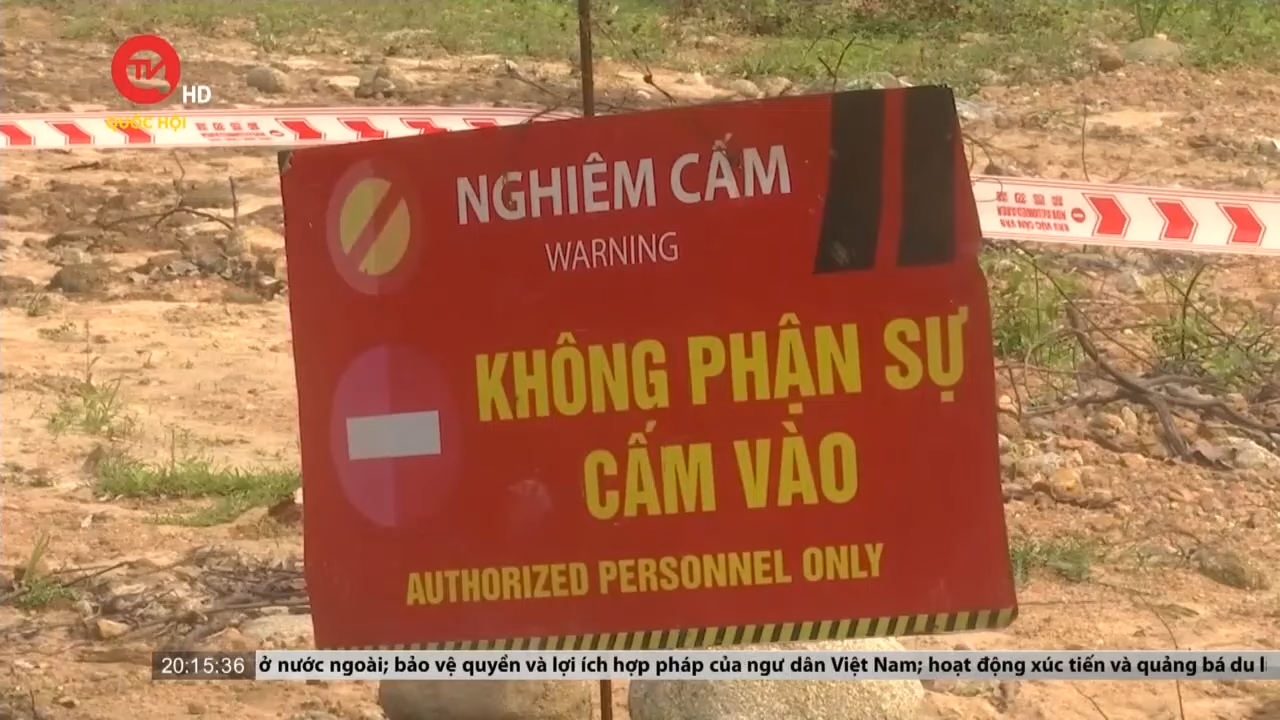 TV
HD
QUỐC HỘI
NGHIÊM CẤM
WARNING
KHÔNG PHẬN SỰ
CẤM VÀO
AUTHORIZED PERSONNEL ONLY
20:15:36 ở nước ngoài; bảo vệ quyền và lợi ích hợp pháp của ngư dân Việt Nam; hoạt động xúc tiến và quảng bá du l